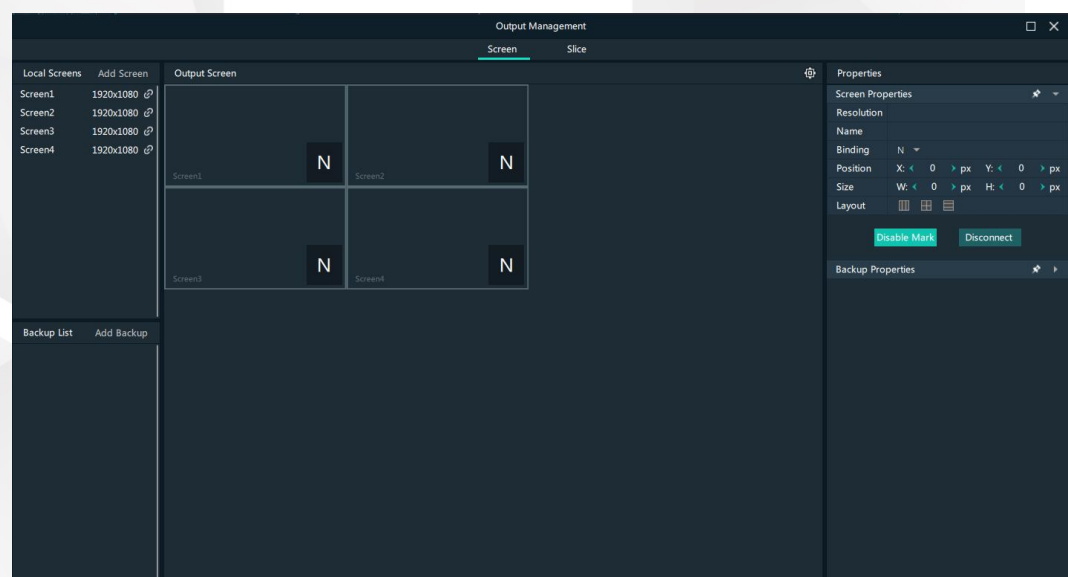 Output Management
Screen Slice
Local Screens Add Screen
Screen1 1920x1080
Screen2 1920x1080
Screen3 1920x1080
Screen4 1920x1080
Backup List Add Backup
Output Screen
Screen1 N
Screen2 N
Screen3 N
Screen4 N
Properties
Screen Properties
Resolution
Name
Binding N
Position X: 0 px Y: 0 px
Size W: 0 px H: 0 px
Layout
Disable Mark Disconnect
Backup Properties